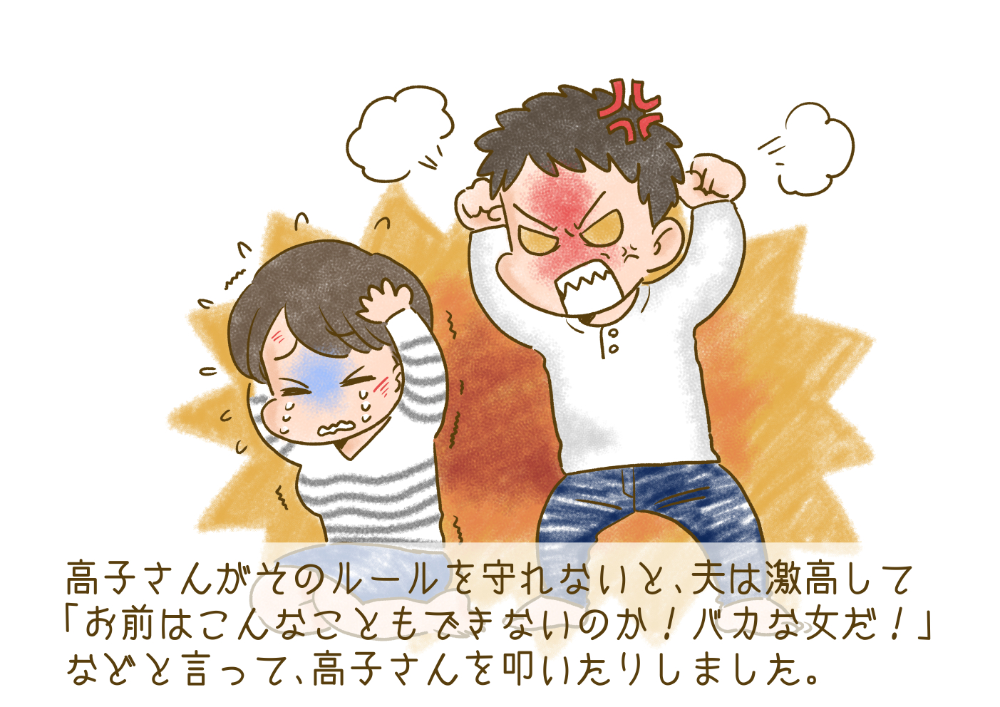 高子さんがそのルールを守れないと、夫は激高して
「お前はこんなこともできないのか！バカな女だ！」
などと言って、高子さんを叩いたりしました。